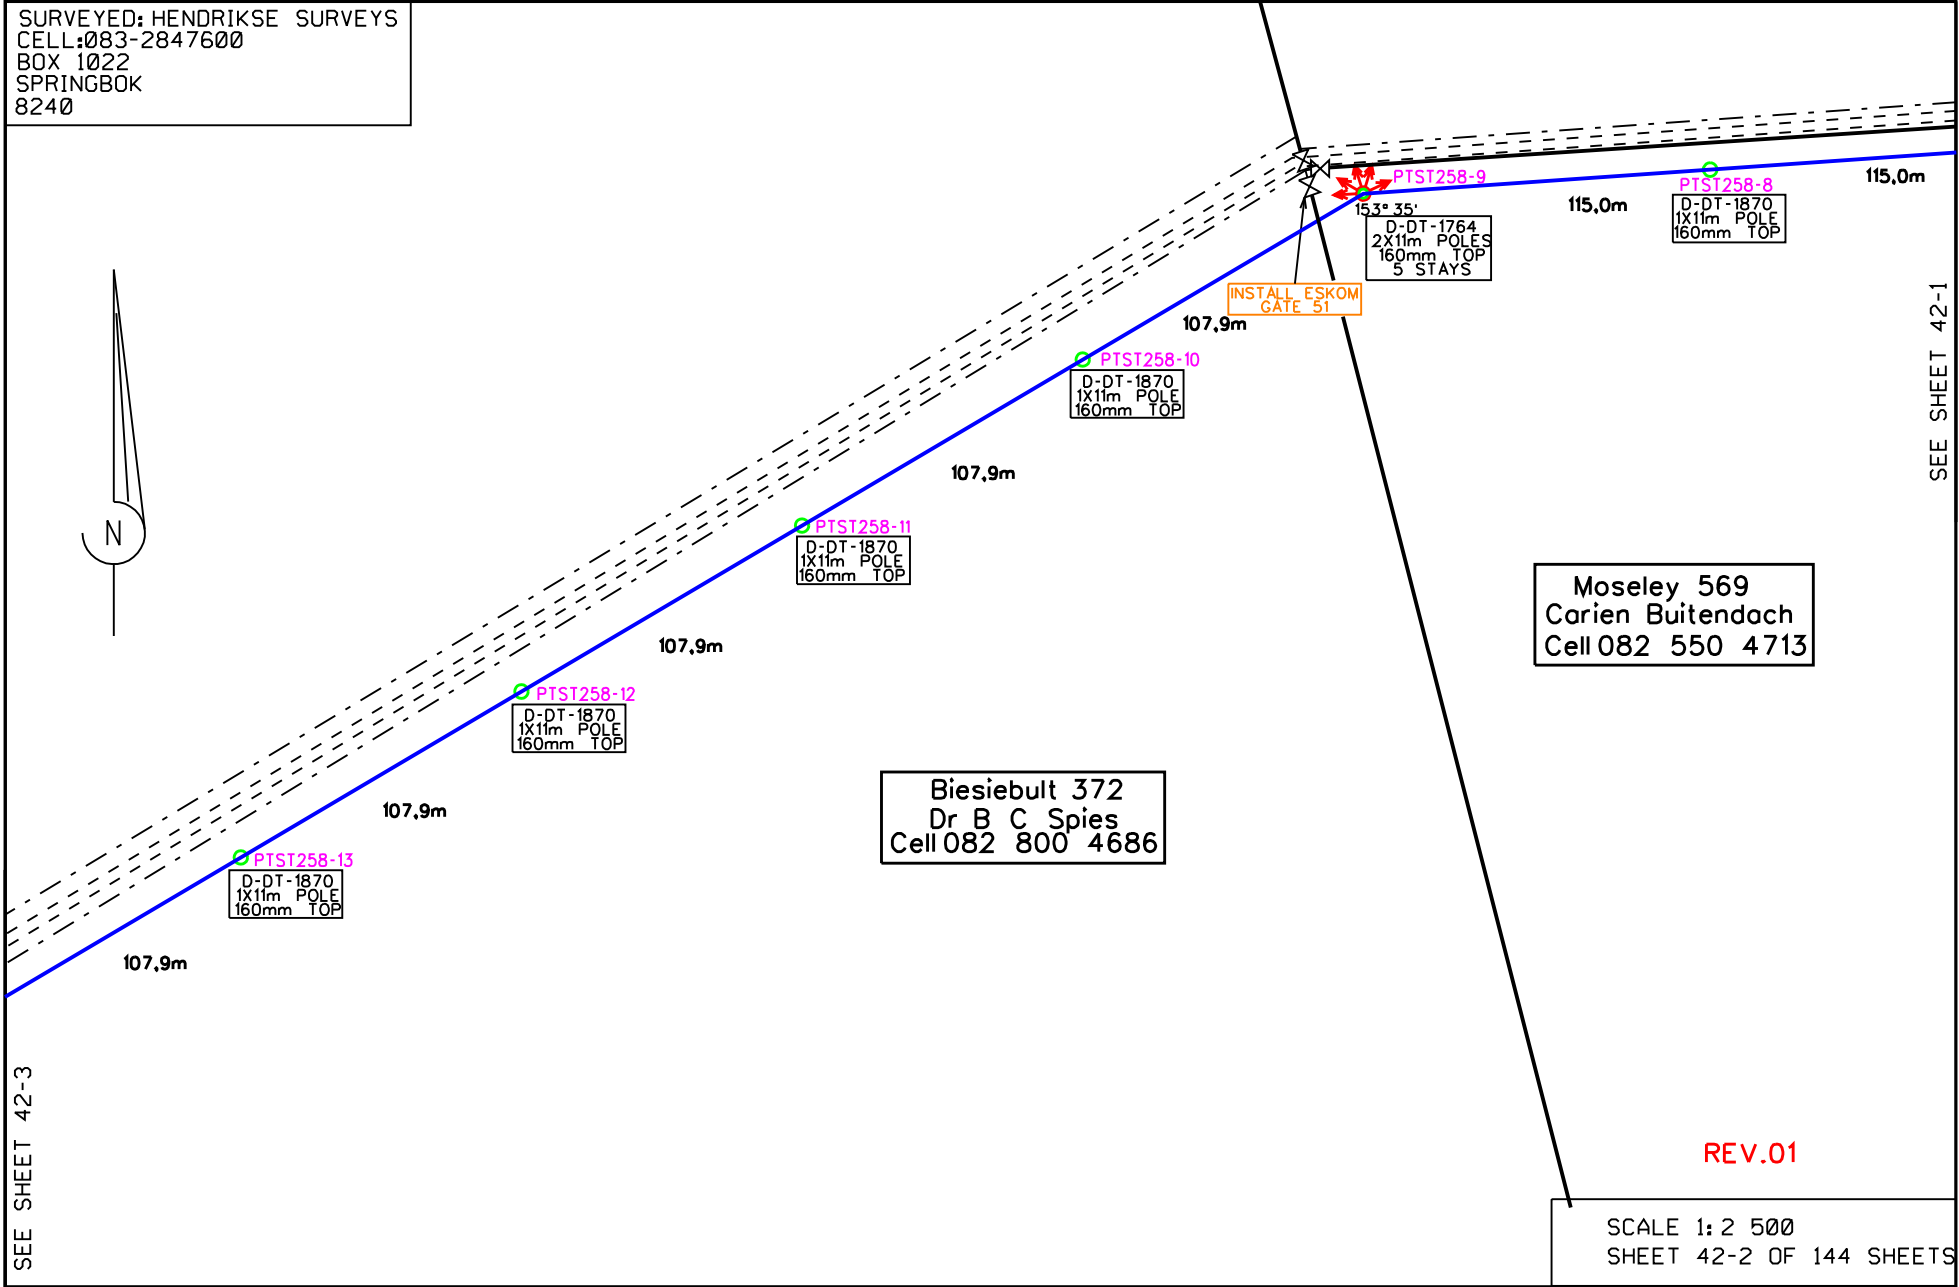 SURVEYED: HENDRIKSE SURVEYS
CELL:083-2847600
BOX 1022
SPRINGBOK
8240
PTST258-9
153° 35'
D-DT-1764
2X11m POLES
160mm TOP
5 STAYS
115,0m
PTST258-8
D-DT-1870
1X11m POLE
160mm TOP
115,0m
INSTALL ESKOM
GATE 51
107,9m
SEE SHEET 42-1
PTST258-10
D-DT-1870
1X11m POLE
160mm TOP
107,9m
N
PTST258-11
D-DT-1870
1X11m POLE
160mm TOP
107,9m
Moseley 569
Carien Buitendach
Cell 082 550 4713
PTST258-12
D-DT-1870
1X11m POLE
160mm TOP
107,9m
Biesiebult 372
Dr B C Spies
Cell 082 800 4686
PTST258-13
D-DT-1870
1X11m POLE
160mm TOP
107,9m
SEE SHEET 42-3
REV.01
SCALE 1:2 500
SHEET 42-2 OF 144 SHEETS